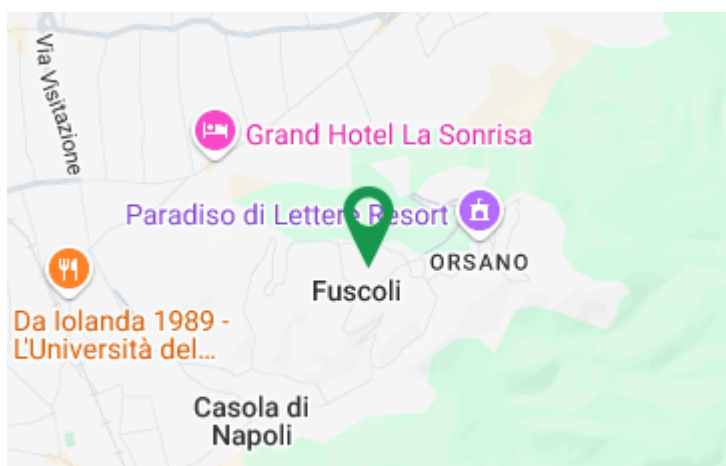 Via Visitazione
Grand Hotel La Sonrisa
Paradiso di Lettere Resort
ORSANO
Fuscoli
Da Iolanda 1989 -
L'Università del...
Casola di
Napoli